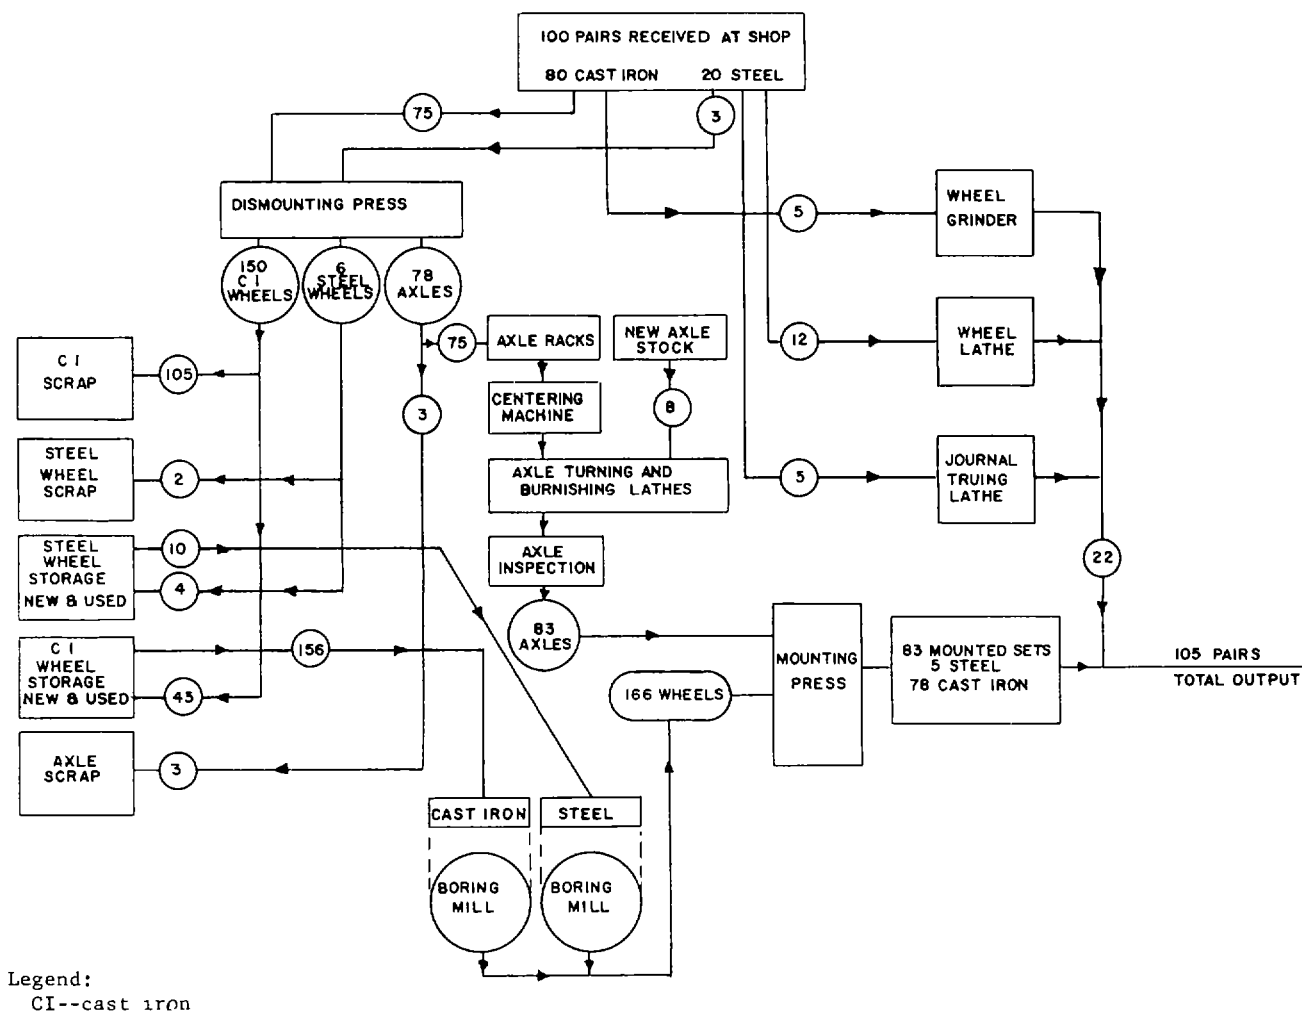 100 PAIRS RECEIVED AT SHOP
80 CAST IRON 20 STEEL
75
3
DISMOUNTING PRESS
5
WHEEL
GRINDER
150
C I
WHEELS
6
STEEL
WHEELS
78
AXLES
75
AXLE RACKS
NEW AXLE
STOCK
12
WHEEL
LATHE
C I
SCRAP
105
3
CENTERING
MACHINE
8
STEEL
WHEEL
SCRAP
2
AXLE TURNING AND
BURNISHING LATHES
5
JOURNAL
TRUING
LATHE
STEEL
WHEEL
STORAGE
NEW & USED
10
4
AXLE
INSPECTION
22
C I
WHEEL
STORAGE
NEW & USED
156
43
83
AXLES
166 WHEELS
MOUNTING
PRESS
83 MOUNTED SETS
5 STEEL
78 CAST IRON
105 PAIRS
TOTAL OUTPUT
AXLE
SCRAP
3
CAST IRON
STEEL
BORING
MILL
BORING
MILL
Legend:
CI--cast iron